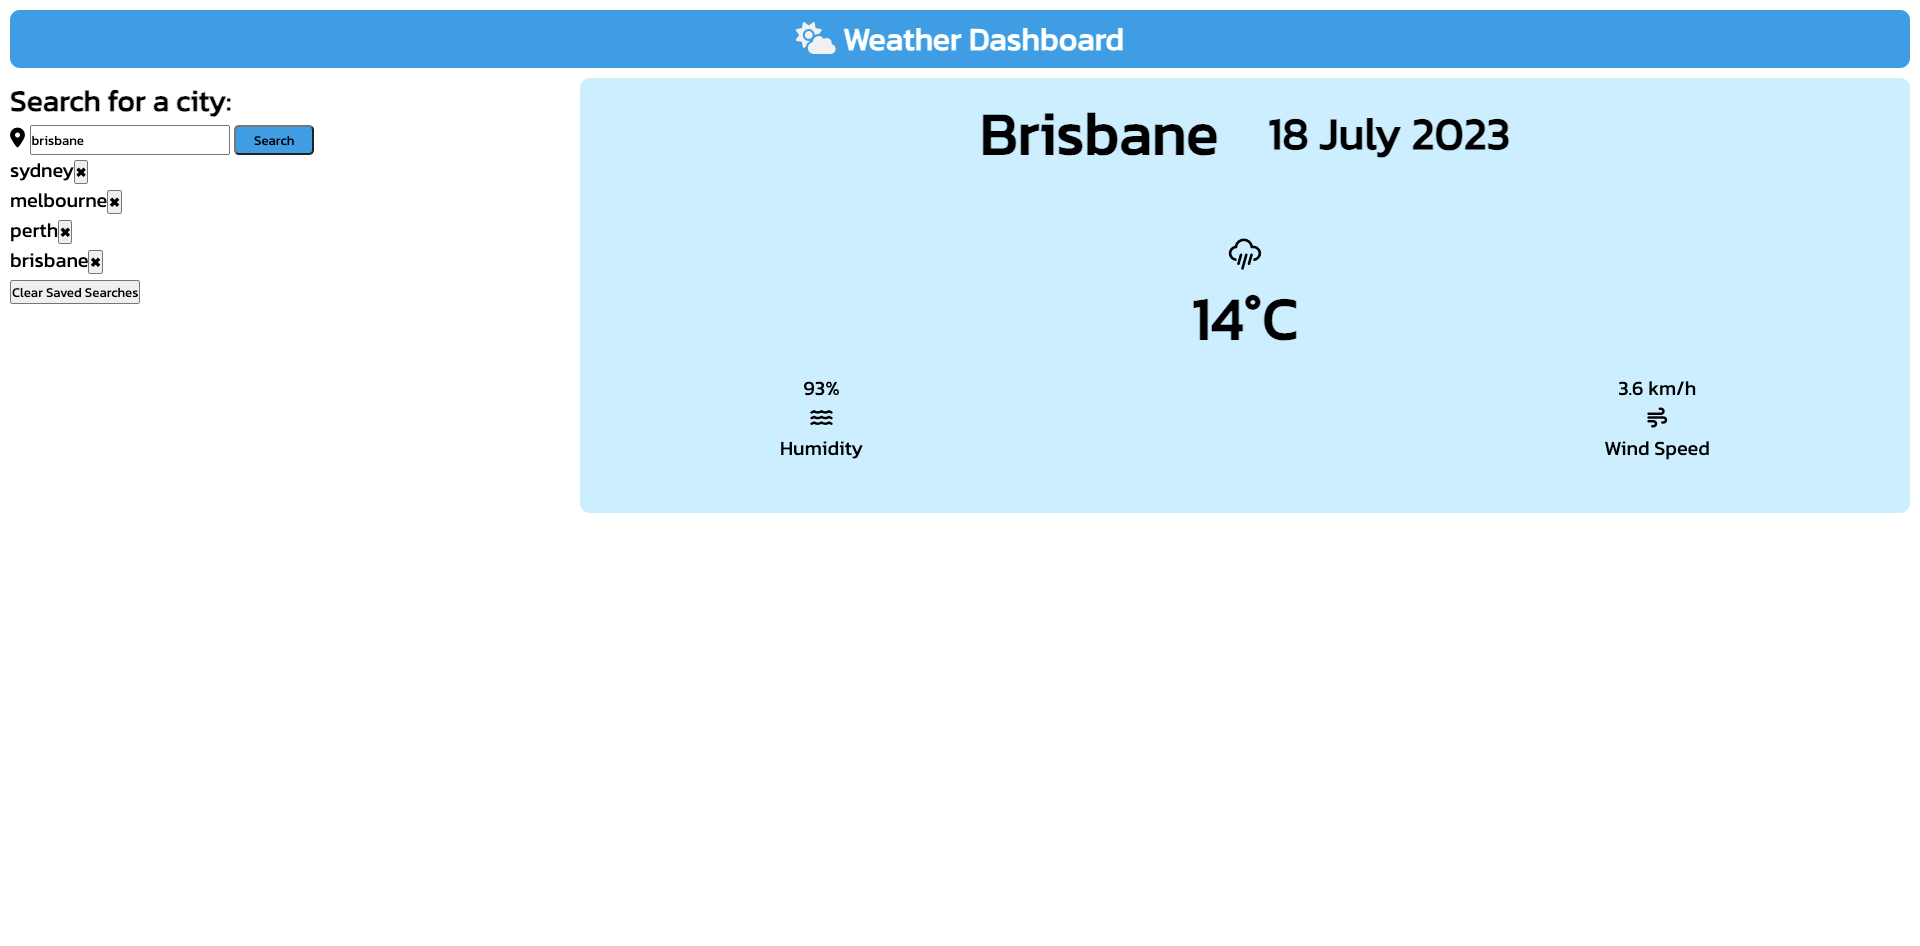 Weather Dashboard
Search for a city:
brisbane Search
sydney
melbourne
perth
brisbane
Clear Saved Searches
Brisbane 18 July 2023
14°C
93% 3.6 km/h
Humidity Wind Speed